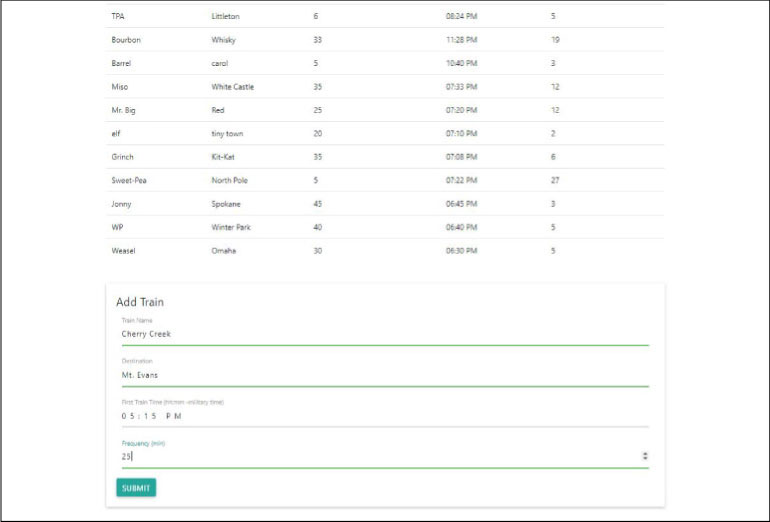 TPA Littleton 6 08:24 PM 5
Bourbon Whisky 33 11:28 PM 19
Barrel carol 5 10:40 PM 3
Miso White Castle 35 07:33 PM 12
Mr. Big Red 25 07:20 PM 12
elf tiny town 20 07:10 PM 2
Grinch Kit-Kat 35 07:08 PM 6
Sweet-Pea North Pole 5 07:22 PM 27
Jonny Spokane 45 06:45 PM 3
WP Winter Park 40 06:40 PM 5
Weasel Omaha 30 06:30 PM 5
Add Train
Train Name
Cherry Creek
Destination
Mt. Evans
First Train Time (hh:mm -military time)
05:15 PM
Frequency (min)
25
SUBMIT